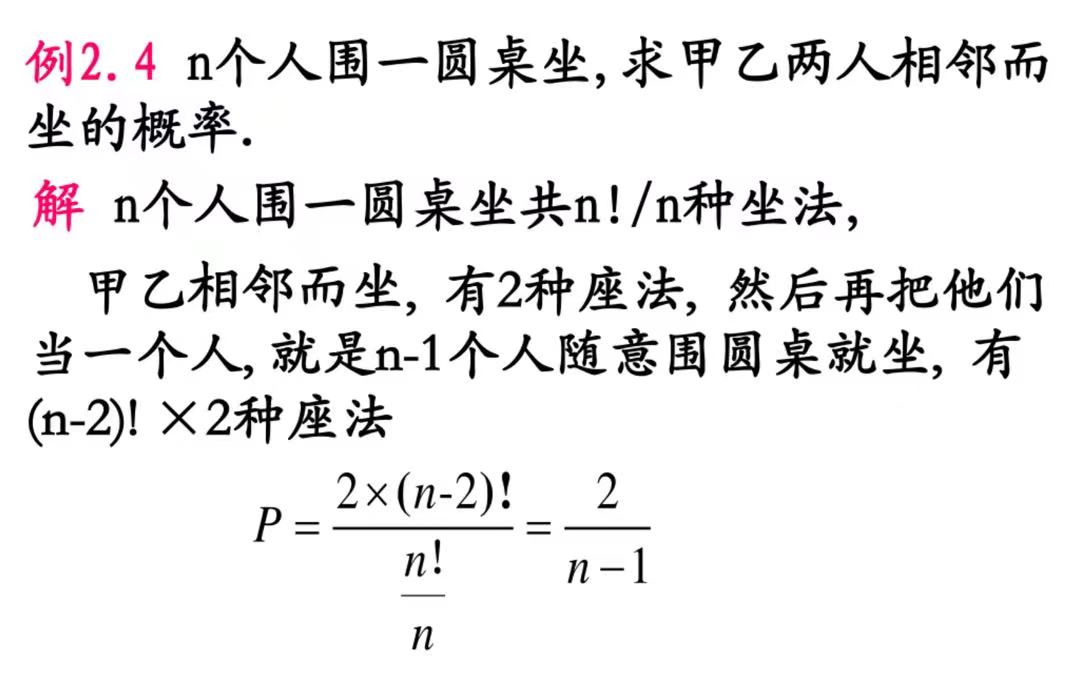 例2.4 n个人围一圆桌坐,求甲乙两人相邻而
坐的概率.
解 n个人围一圆桌坐共n!/n种坐法,
甲乙相邻而坐, 有2种座法, 然后再把他们
当一个人, 就是n-1个人随意围圆桌就坐, 有
(n-2)! ×2种座法
P = \frac{2×(n-2)!}{\frac{n!}{n}} = \frac{2}{n-1}